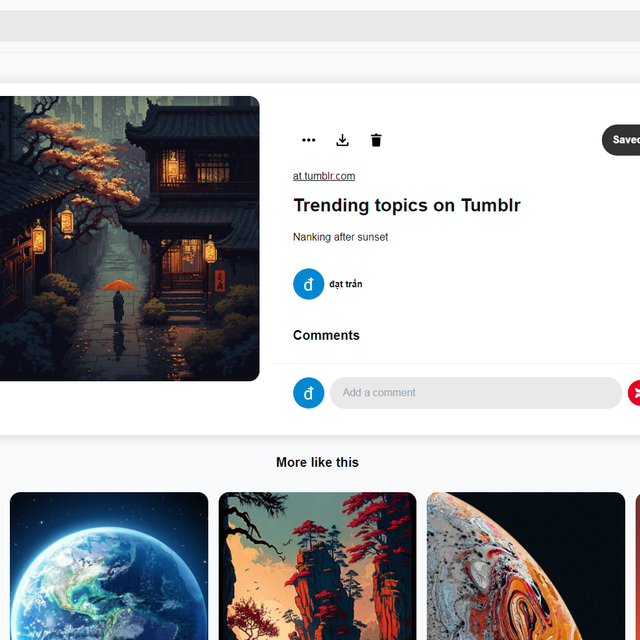 Saved
at.tumblr.com
Trending topics on Tumblr
Nanking after sunset
đ
đạt trần
Comments
đ
Add a comment
More like this